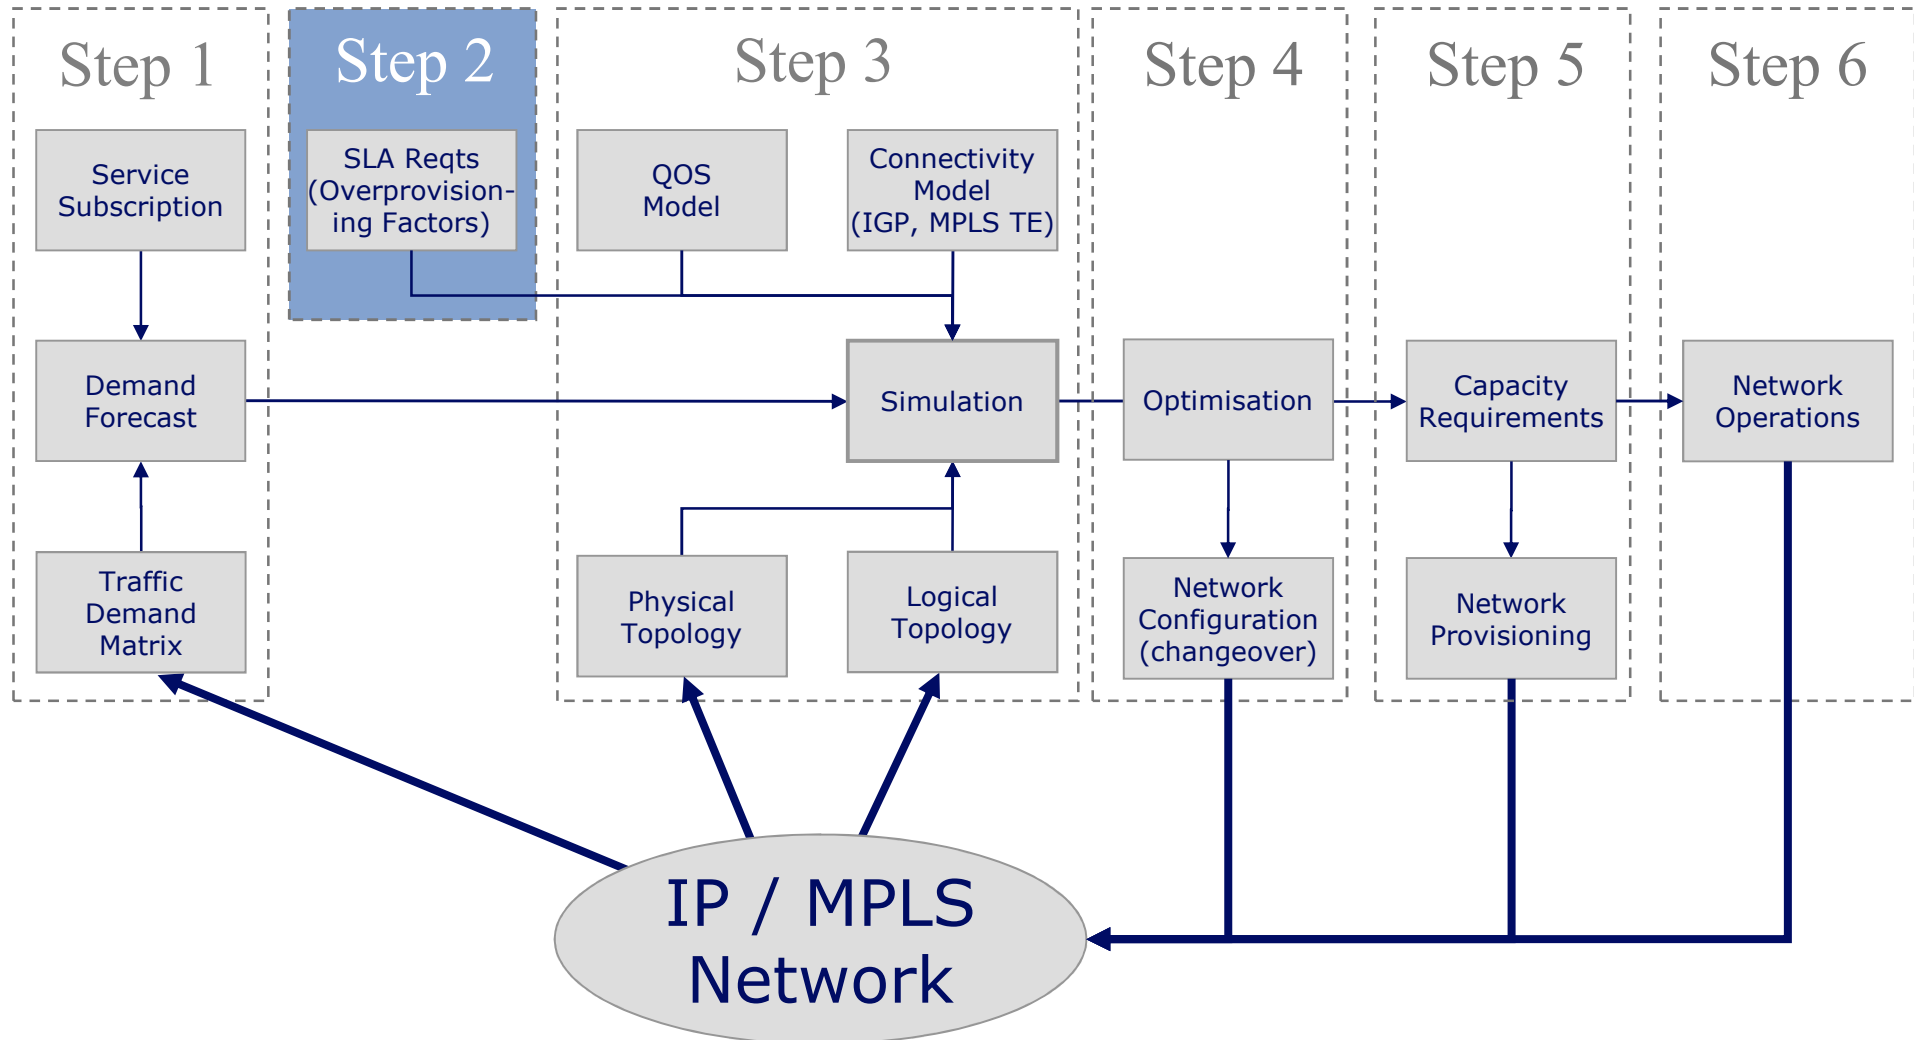 Step 1
Step 2
Step 3
Step 4
Step 5
Step 6
Service
Subscription
SLA Reqts
(Overprovision-
ing Factors)
QOS
Model
Connectivity
Model
(IGP, MPLS TE)
Demand
Forecast
Simulation
Optimisation
Capacity
Requirements
Network
Operations
Traffic
Demand
Matrix
Physical
Topology
Logical
Topology
Network
Configuration
(changeover)
Network
Provisioning
IP / MPLS
Network